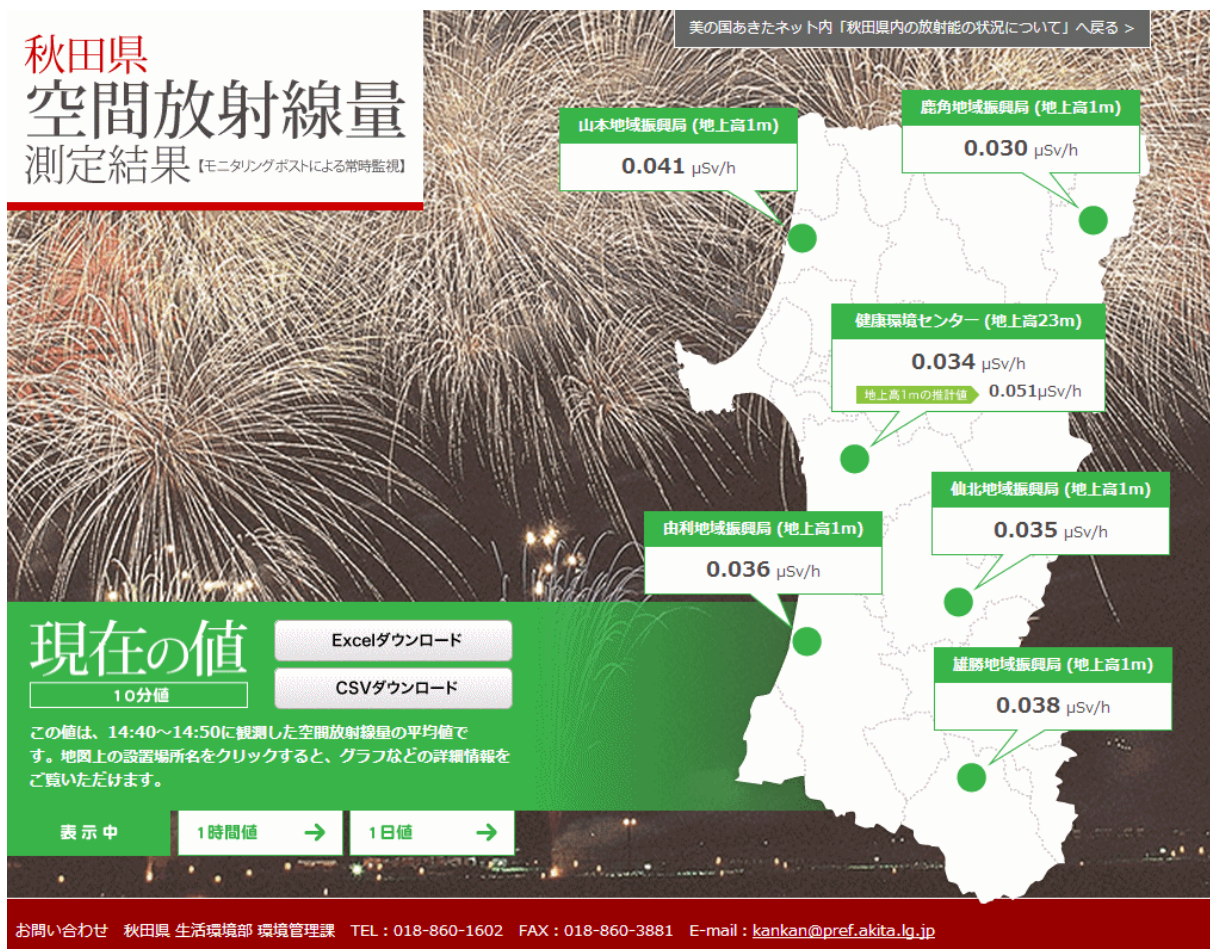 美の国あきたネット内「秋田県内の放射能の状況について」へ戻る >
秋田県
空間放射線量
測定結果【モニタリングポストによる常時監視】
山本地域振興局 (地上高1m)
0.041 μSv/h
鹿角地域振興局 (地上高1m)
0.030 μSv/h
健康環境センター (地上高23m)
0.034 μSv/h
地上高1mの推計値 0.051μSv/h
仙北地域振興局 (地上高1m)
0.035 μSv/h
由利地域振興局 (地上高1m)
0.036 μSv/h
雄勝地域振興局 (地上高1m)
0.038 μSv/h
現在の値
10分値
Excelダウンロード
CSVダウンロード
この値は、14:40～14:50に観測した空間放射線量の平均値で
す。地図上の設置場所名をクリックすると、グラフなどの詳細情報を
ご覧いただけます。
表示中 1時間値 → 1日値 →
お問い合わせ 秋田県 生活環境部 環境管理課 TEL：018-860-1602 FAX：018-860-3881 E-mail：kankan@pref.akita.lg.jp